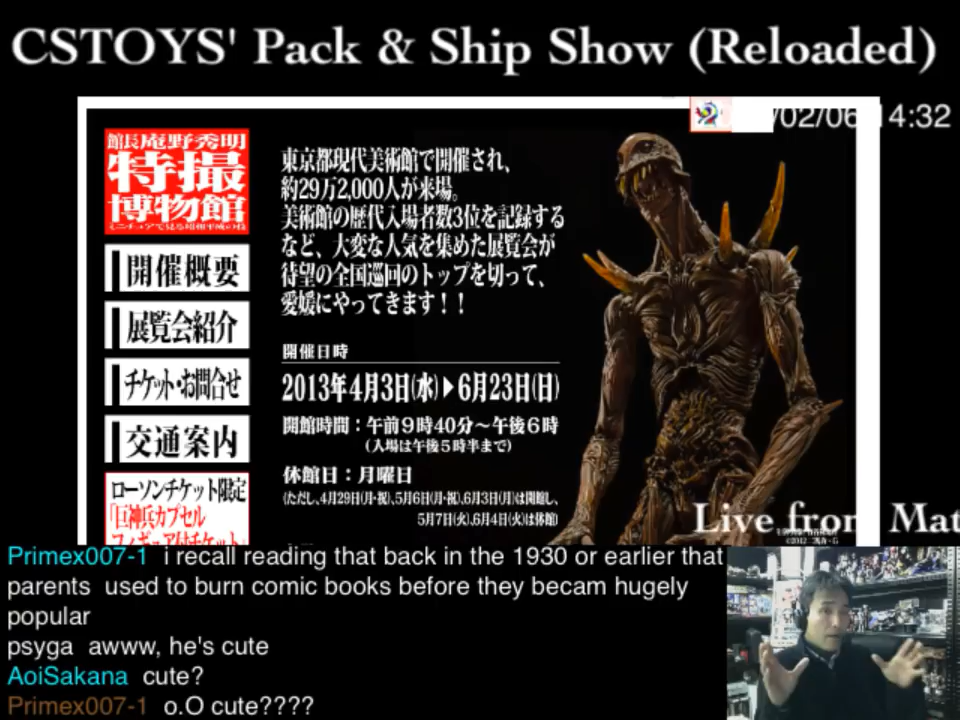 CSTOYS' Pack & Ship Show (Reloaded)
/02/06 14:32
館長庵野秀明
特撮
博物館
ミニチュアで見る昭和平成の技
開催概要
展覧会紹介
チケット・お問合せ
交通案内
ローソンチケット限定
「巨神兵カプセル
フィギュア付チケット」
東京都現代美術館で開催され、
約29万2,000人が来場。
美術館の歴代入場者数3位を記録する
など、大変な人気を集めた展覧会が
待望の全国巡回のトップを切って、
愛媛にやってきます!!
開催日時
2013年4月3日(水)▶6月23日(日)
開館時間：午前9時40分〜午後6時
(入場は午後5時半まで)
休館日：月曜日
(ただし、4月29日(月・祝)、5月6日(月・祝)、6月3日(月)は開館し、
5月7日(火)、6月4日(火)は休館)
Live from Mat
Primex007-1 i recall reading that back in the 1930 or earlier that
parents used to burn comic books before they becam hugely
popular
psyga awww, he's cute
AoiSakana cute?
Primex007-1 o.O cute????